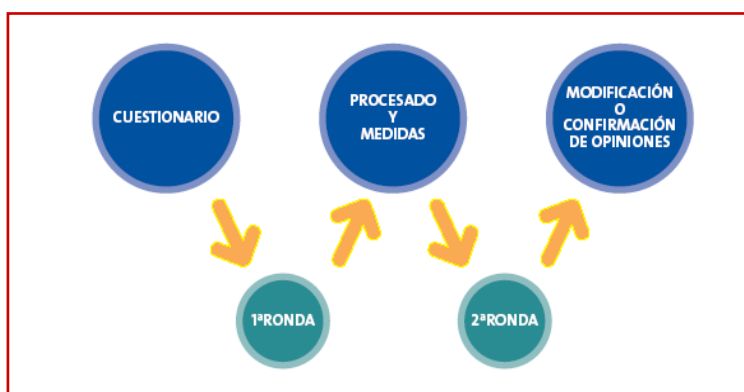 CUESTIONARIO
1ªRONDA
PROCESADO
Y
MEDIDAS
2ªRONDA
MODIFICACIÓN
O
CONFIRMACIÓN
DE OPINIONES